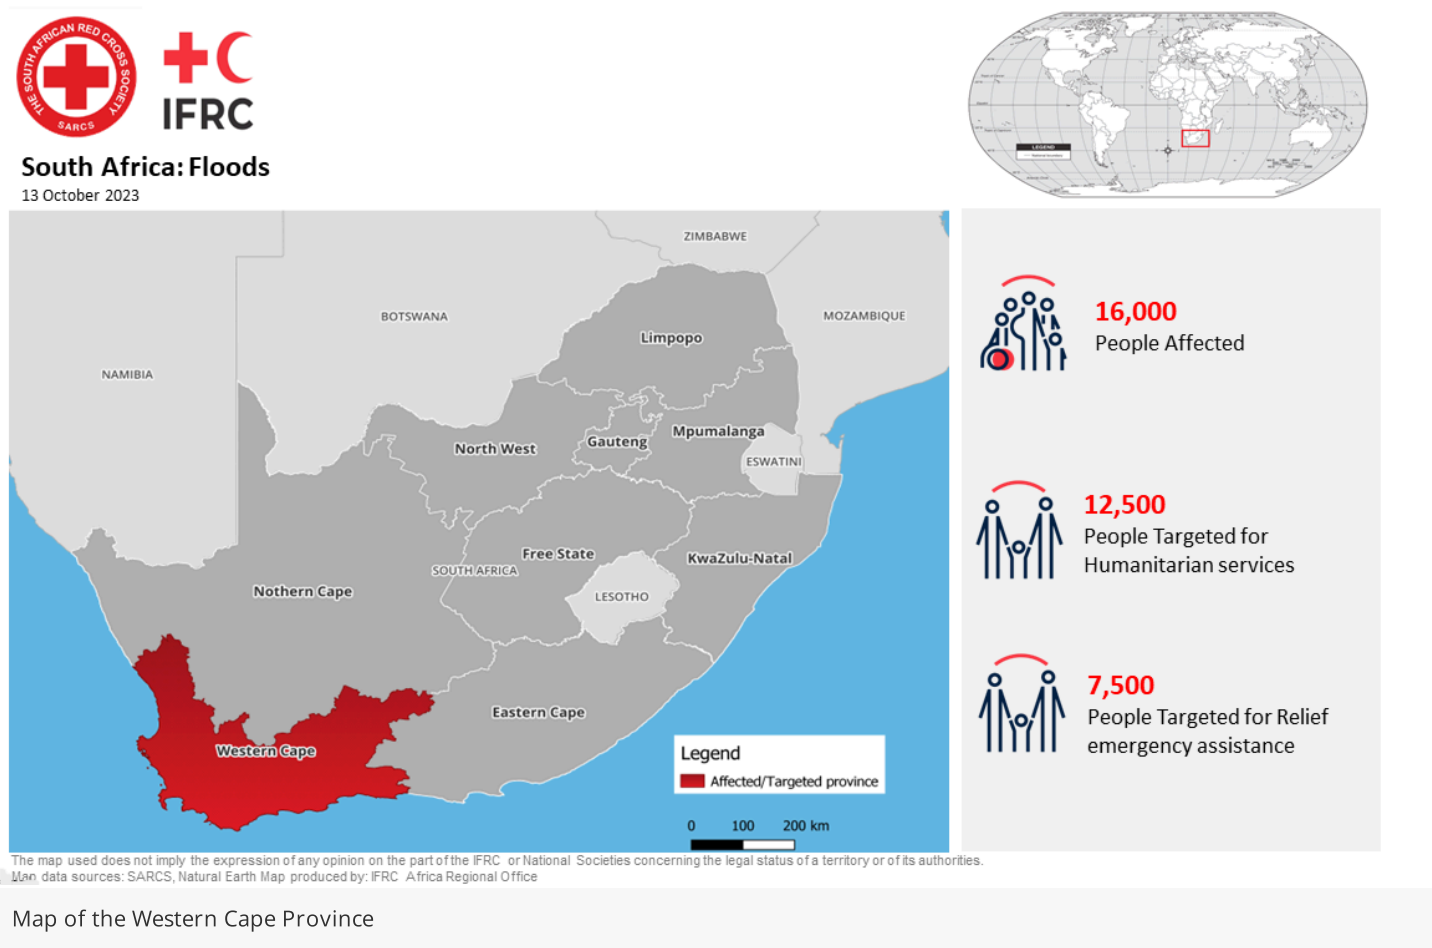 THE SOUTH AFRICAN RED CROSS SOCIETY
SARCS
IFRC
South Africa: Floods
13 October 2023
LEGEND
ZIMBABWE
BOTSWANA
MOZAMBIQUE
Limpopo
NAMIBIA
North West
Gauteng
Mpumalanga
ESWATINI
Free State
KwaZulu-Natal
SOUTH AFRICA
Nothern Cape
LESOTHO
Eastern Cape
Western Cape
Legend
Affected/Targeted province
0 100 200 km
16,000
People Affected
12,500
People Targeted for
Humanitarian services
7,500
People Targeted for Relief
emergency assistance
The map used does not imply the expression of any opinion on the part of the IFRC or National Societies concerning the legal status of a territory or of its authorities.
Map data sources: SARCS, Natural Earth Map produced by: IFRC Africa Regional Office
Map of the Western Cape Province